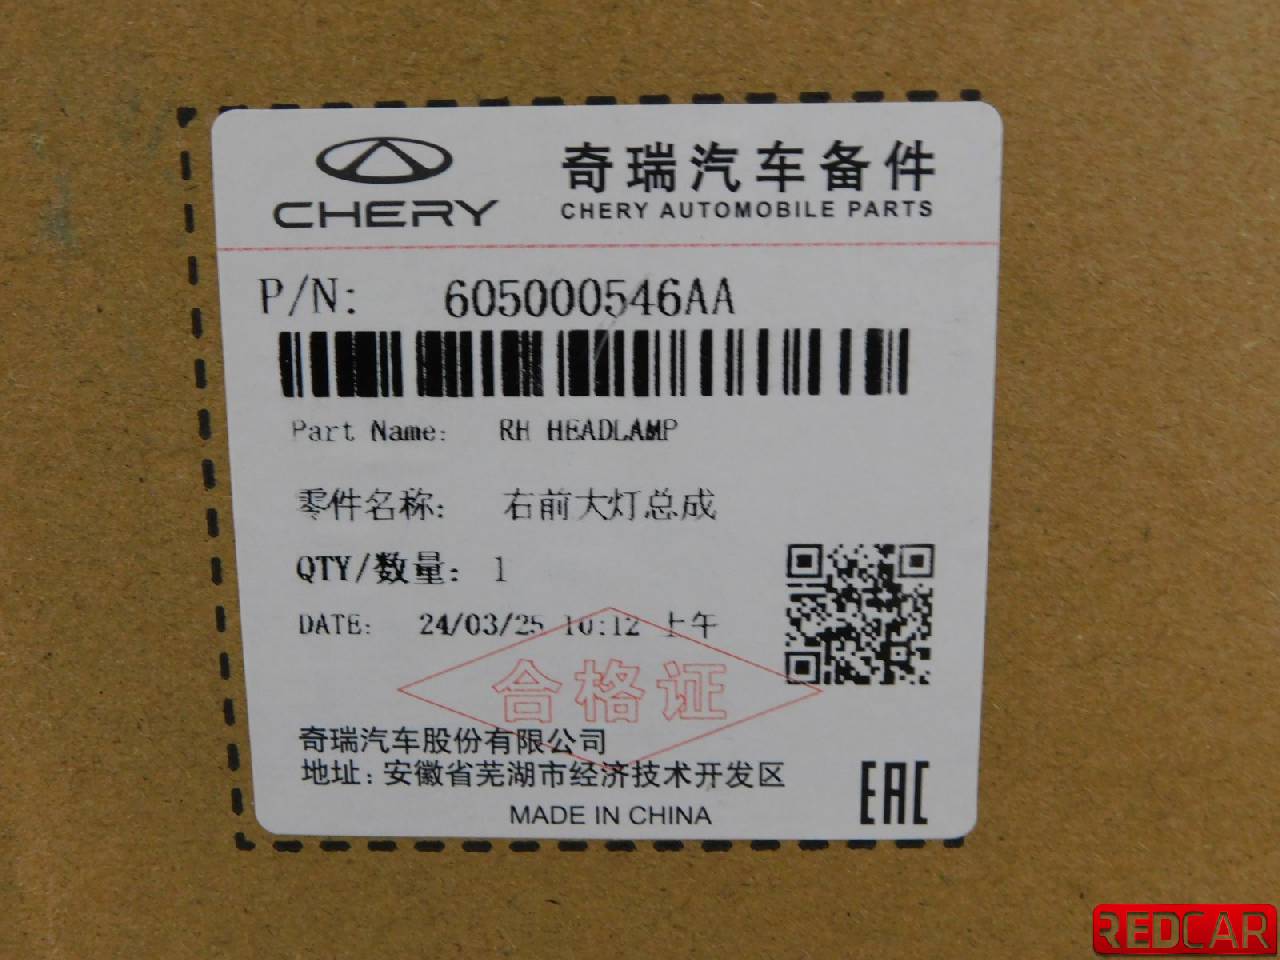 CHERY
奇瑞汽车备件
CHERY AUTOMOBILE PARTS
P/N: 605000546AA
Part Name: RH HEADLAMP
零件名称: 右前大灯总成
QTY/数量: 1
DATE: 24/03/25 10:12 上午
合格证
奇瑞汽车股份有限公司
地址：安徽省芜湖市经济技术开发区
EAC
MADE IN CHINA
REDCAR